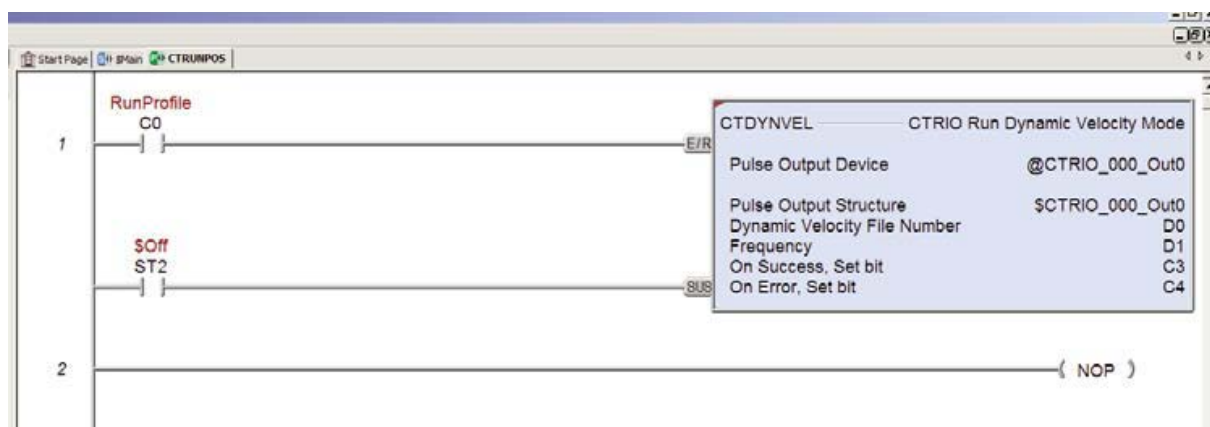 Start Page $Main CTRUNPOS
RunProfile
C0
1
E/R
CTDYNVEL CTRIO Run Dynamic Velocity Mode
Pulse Output Device @CTRIO_000_Out0
Pulse Output Structure $CTRIO_000_Out0
Dynamic Velocity File Number D0
Frequency D1
On Success, Set bit C3
On Error, Set bit C4
$Off
ST2
SUS
2
( NOP )